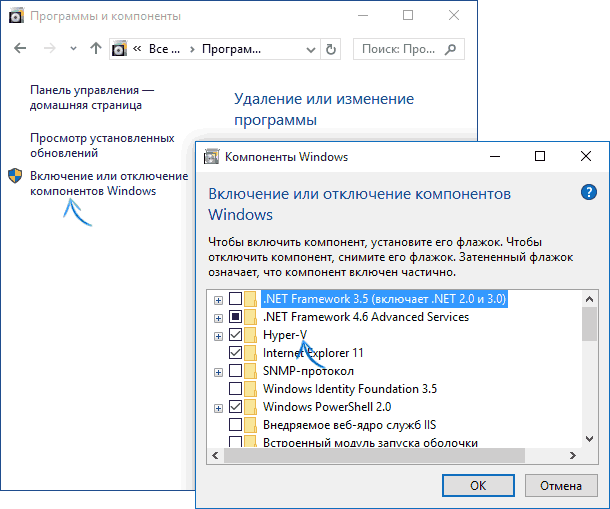 Программы и компоненты
« Все ... > Програм...
Поиск: Про...
Панель управления —
домашняя страница
Просмотр установленных
обновлений
Включение или отключение
компонентов Windows
Удаление или изменение
программы
Компоненты Windows
Включение или отключение компонентов
Windows
?
Чтобы включить компонент, установите его флажок. Чтобы
отключить компонент, снимите его флажок. Затененный флажок
означает, что компонент включен частично.
.NET Framework 3.5 (включает .NET 2.0 и 3.0)
.NET Framework 4.6 Advanced Services
Hyper-V
Internet Explorer 11
SNMP-протокол
Windows Identity Foundation 3.5
Windows PowerShell 2.0
Внедряемое веб-ядро служб IIS
Встроенный модуль запуска оболочки
ОК
Отмена